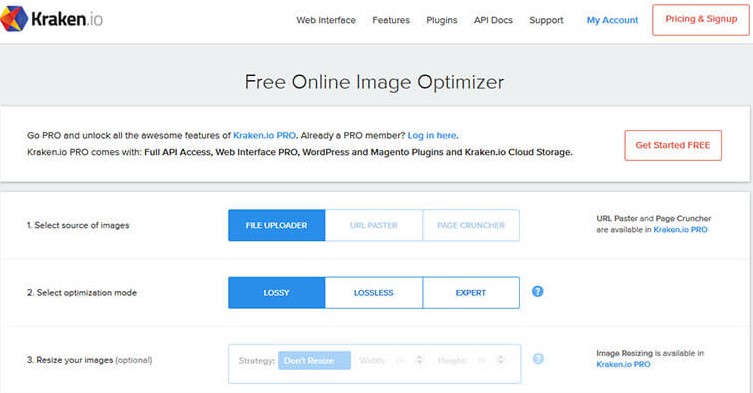 Kraken.io
Web Interface Features Plugins API Docs Support My Account Pricing & Signup
Free Online Image Optimizer
Go PRO and unlock all the awesome features of Kraken.io PRO. Already a PRO member? Log in here.
Kraken.io PRO comes with: Full API Access, Web Interface PRO, WordPress and Magento Plugins and Kraken.io Cloud Storage.
Get Started FREE
1. Select source of images
FILE UPLOADER URL PASTER PAGE CRUNCHER
URL Paster and Page Cruncher
are available in Kraken.io PRO
2. Select optimization mode
LOSSY LOSSLESS EXPERT ?
3. Resize your images (optional)
Strategy: Don't Resize Width: Height: ?
Image Resizing is available in
Kraken.io PRO